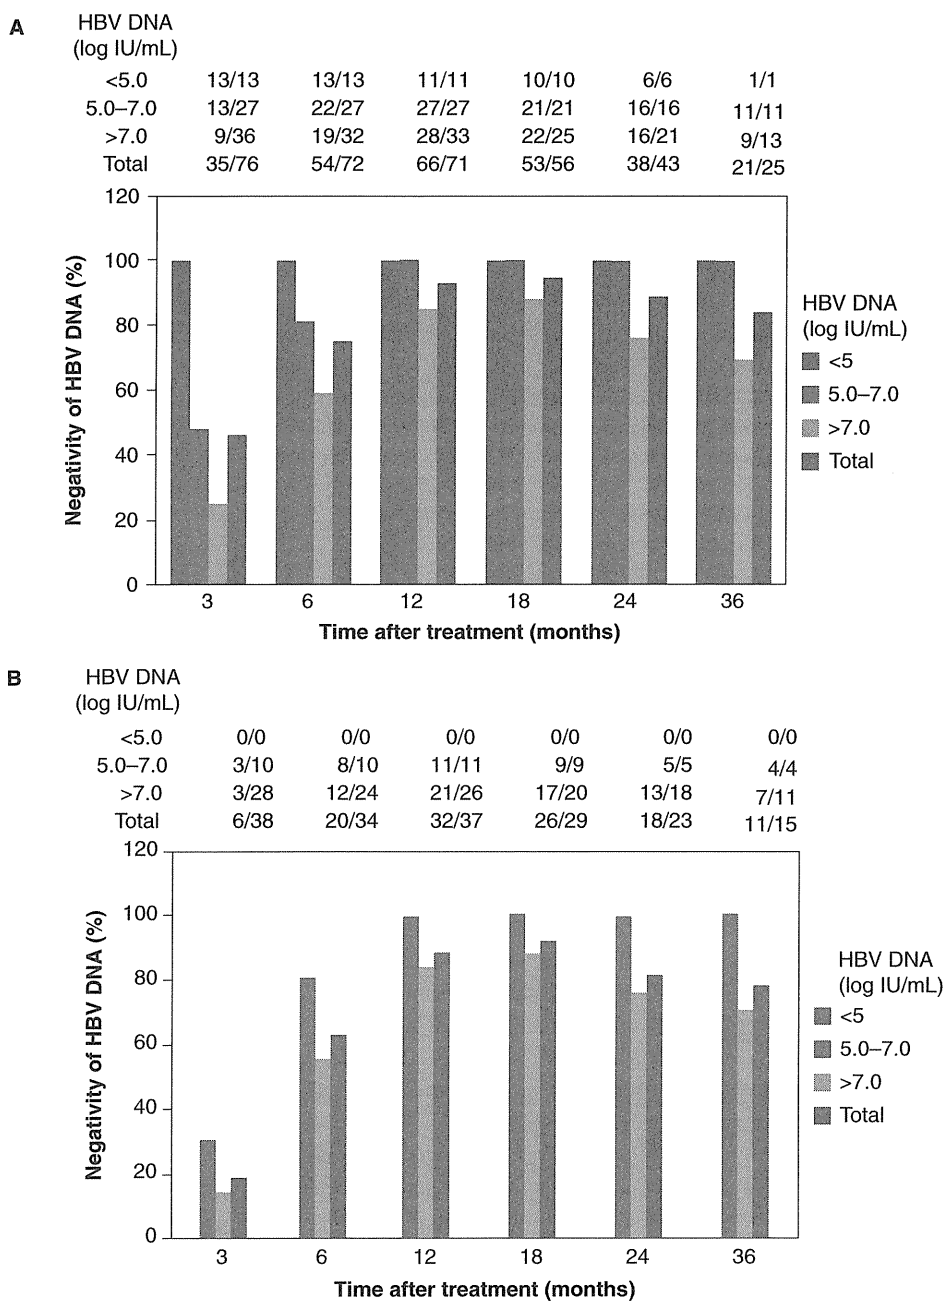 A
HBV DNA
(log IU/mL)
<5.0 13/13 13/13 11/11 10/10 6/6 1/1
5.0–7.0 13/27 22/27 27/27 21/21 16/16 11/11
>7.0 9/36 19/32 28/33 22/25 16/21 9/13
Total 35/76 54/72 66/71 53/56 38/43 21/25
120
100
80
60
40
20
0
Negativity of HBV DNA (%)
3 6 12 18 24 36
Time after treatment (months)
HBV DNA
(log IU/mL)
<5
5.0–7.0
>7.0
Total
B
HBV DNA
(log IU/mL)
<5.0 0/0 0/0 0/0 0/0 0/0 0/0
5.0–7.0 3/10 8/10 11/11 9/9 5/5 4/4
>7.0 3/28 12/24 21/26 17/20 13/18 7/11
Total 6/38 20/34 32/37 26/29 18/23 11/15
120
100
80
60
40
20
0
Negativity of HBV DNA (%)
3 6 12 18 24 36
Time after treatment (months)
HBV DNA
(log IU/mL)
<5
5.0–7.0
>7.0
Total